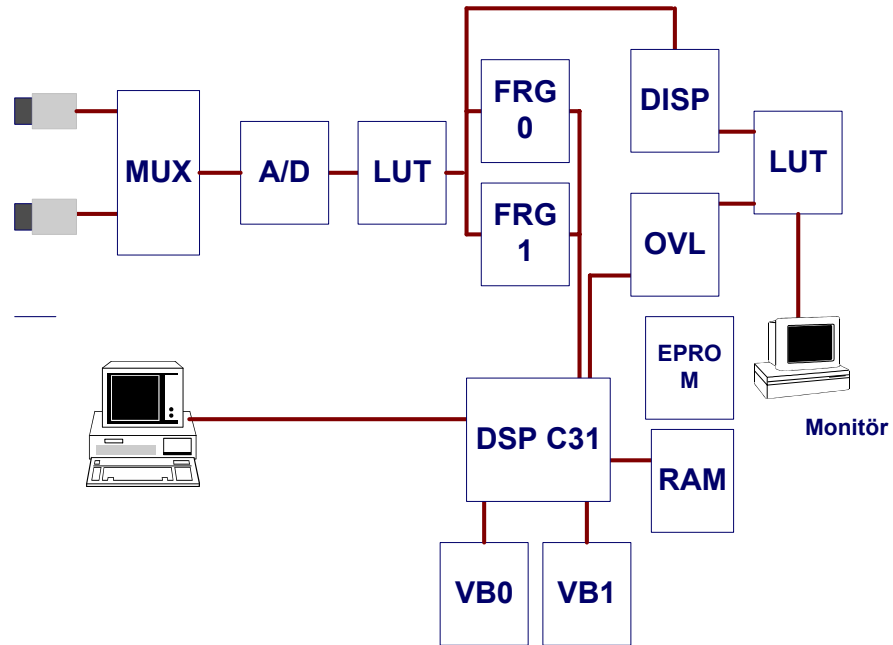 MUX
A/D
LUT
FRG
0
FRG
1
DISP
LUT
OVL
EPRO
M
Monitör
DSP C31
RAM
VB0
VB1